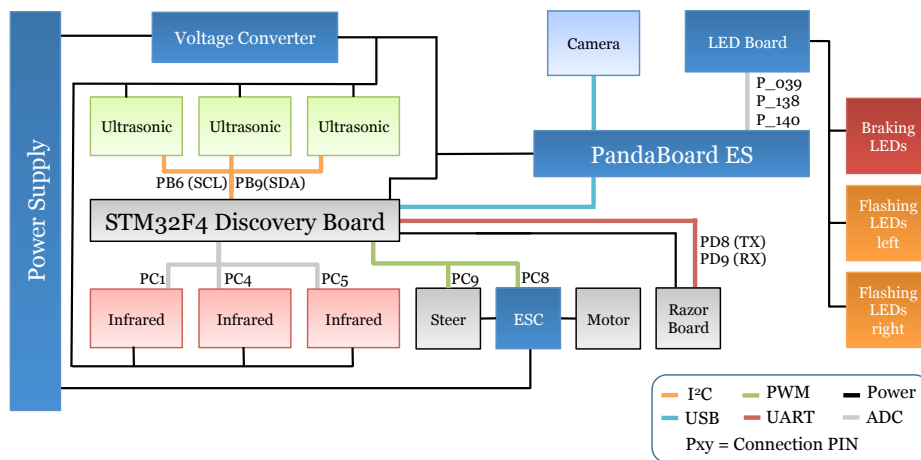 Power Supply
Voltage Converter
Camera
LED Board
P_039
P_138
P_140
Ultrasonic
Ultrasonic
Ultrasonic
Braking
LEDs
PandaBoard ES
PB6 (SCL)
PB9(SDA)
STM32F4 Discovery Board
Flashing
LEDs
left
PD8 (TX)
PD9 (RX)
PC1
PC4
PC5
PC9
PC8
Infrared
Infrared
Infrared
Steer
ESC
Motor
Razor
Board
Flashing
LEDs
right
I²C
PWM
Power
USB
UART
ADC
Pxy = Connection PIN